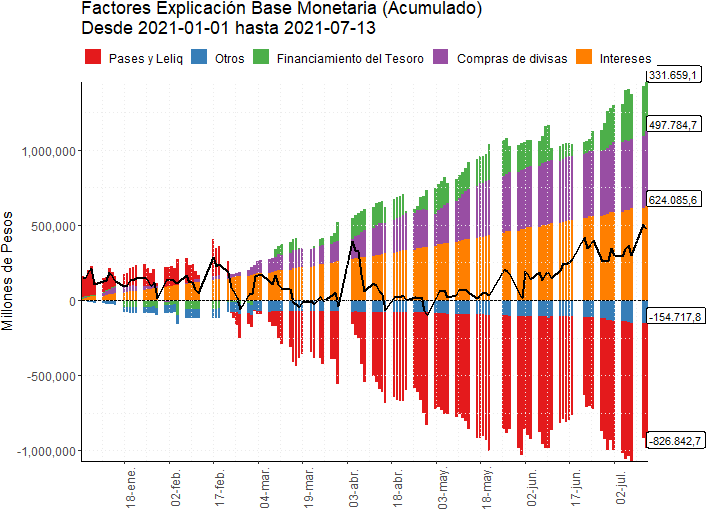 Factores Explicación Base Monetaria (Acumulado)
Desde 2021-01-01 hasta 2021-07-13
Pases y Leliq Otros Financiamiento del Tesoro Compras de divisas Intereses
331.659,1
497.784,7
624.085,6
-154.717,8
-826.842,7
Millones de Pesos
1,000,000
500,000
0
-500,000
-1,000,000
18-ene. 02-feb. 17-feb. 04-mar. 19-mar. 03-abr. 18-abr. 03-may. 18-may. 02-jun. 17-jun. 02-jul.